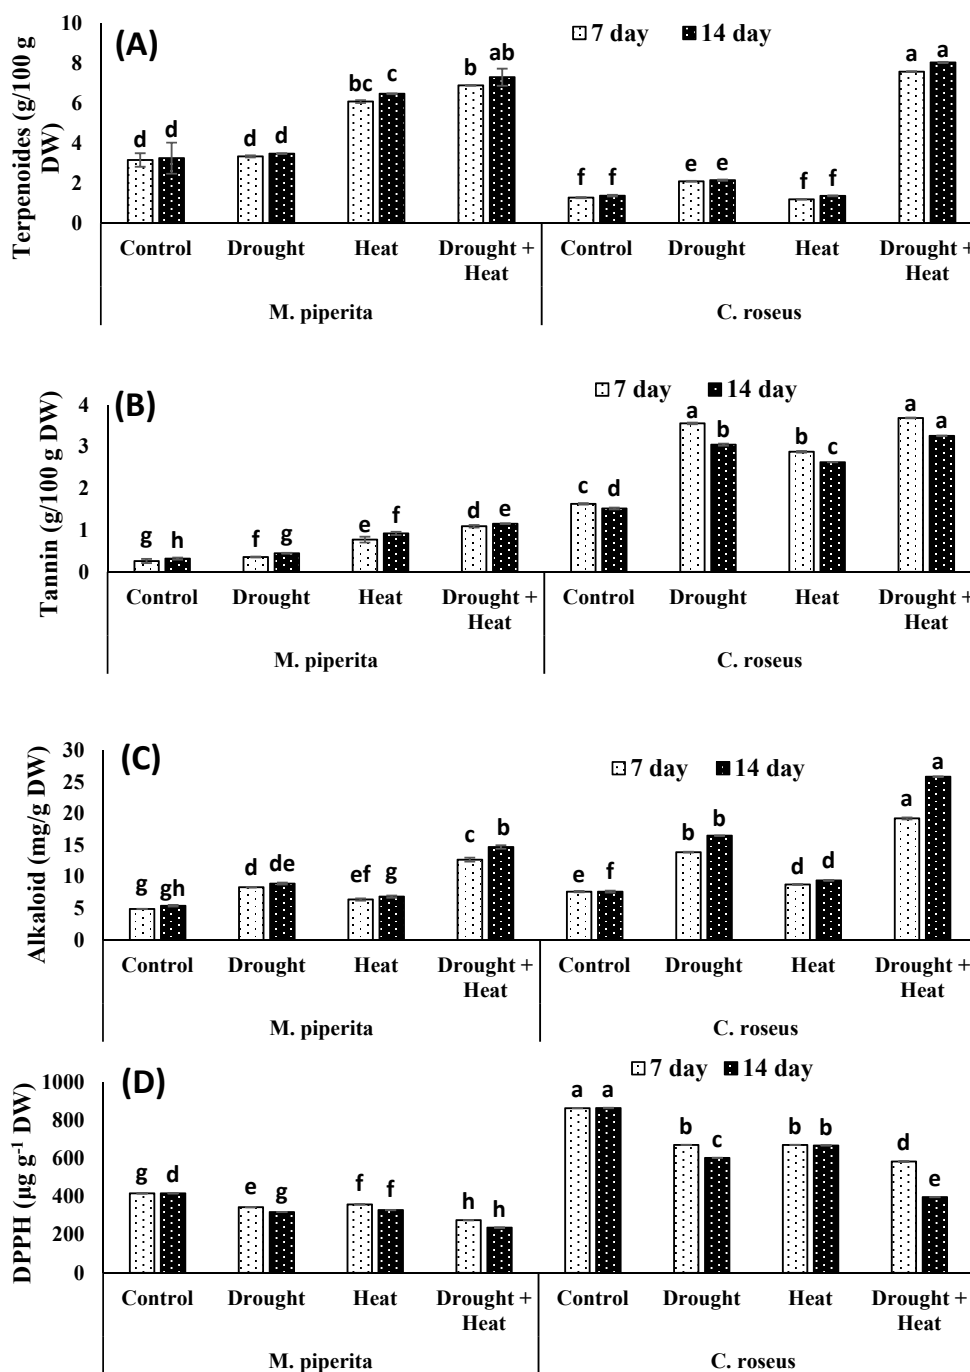 (A)
7 day 14 day
Terpenoides (g/100 g
DW)
10
8
6
4
2
0
d d d d bc c b ab f f e e f f a a
Control Drought Heat Drought +
Heat
Control Drought Heat Drought +
Heat
M. piperita C. roseus
(B)
7 day 14 day
Tannin (g/100 g DW)
4
3
2
1
0
g h f g e f d e c d a b b c a a
Control Drought Heat Drought +
Heat
Control Drought Heat Drought +
Heat
M. piperita C. roseus
(C)
7 day 14 day
Alkaloid (mg/g DW)
30
25
20
15
10
5
0
g gh d de ef g c b e f b b d d a a
Control Drought Heat Drought +
Heat
Control Drought Heat Drought +
Heat
M. piperita C. roseus
(D)
7 day 14 day
DPPH (µg g-1 DW)
1000
800
600
400
200
0
g d e g f f h h a a b c b b d e
Control Drought Heat Drought +
Heat
Control Drought Heat Drought +
Heat
M. piperita C. roseus